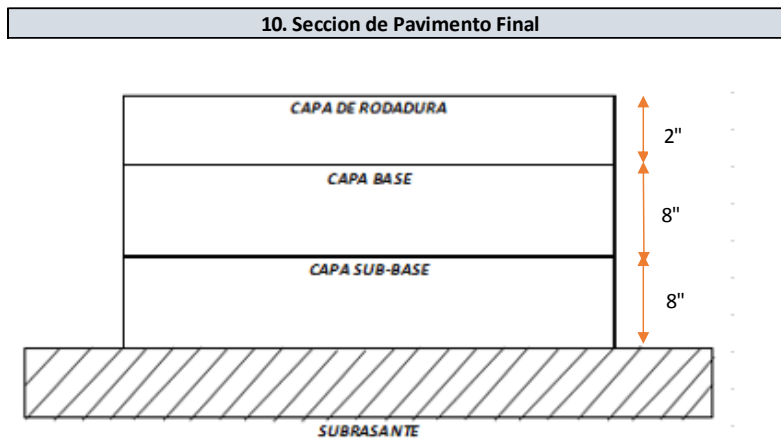 10. Seccion de Pavimento Final
CAPA DE RODADURA
2"
CAPA BASE
8"
CAPA SUB-BASE
8"
SUBRASANTE